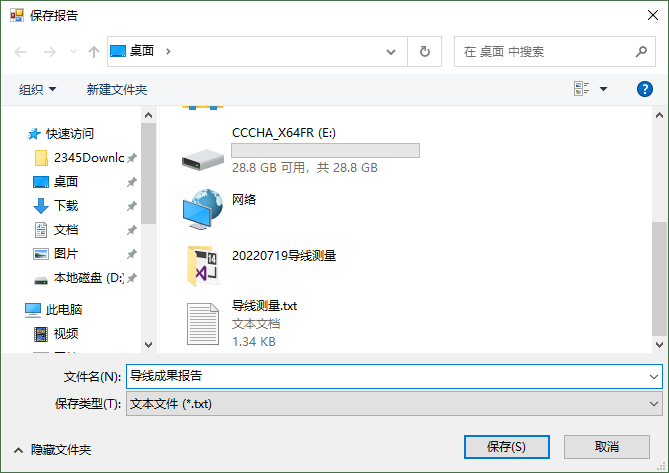 保存报告
桌面
在 桌面 中搜索
组织
新建文件夹
快速访问
2345Downlc
桌面
下载
文档
图片
本地磁盘 (D:)
此电脑
视频
CCCHA_X64FR (E:)
28.8 GB 可用，共 28.8 GB
网络
20220719导线测量
导线测量.txt
文本文档
1.34 KB
文件名(N):
导线成果报告
保存类型(T):
文本文件 (*.txt)
隐藏文件夹
保存(S)
取消